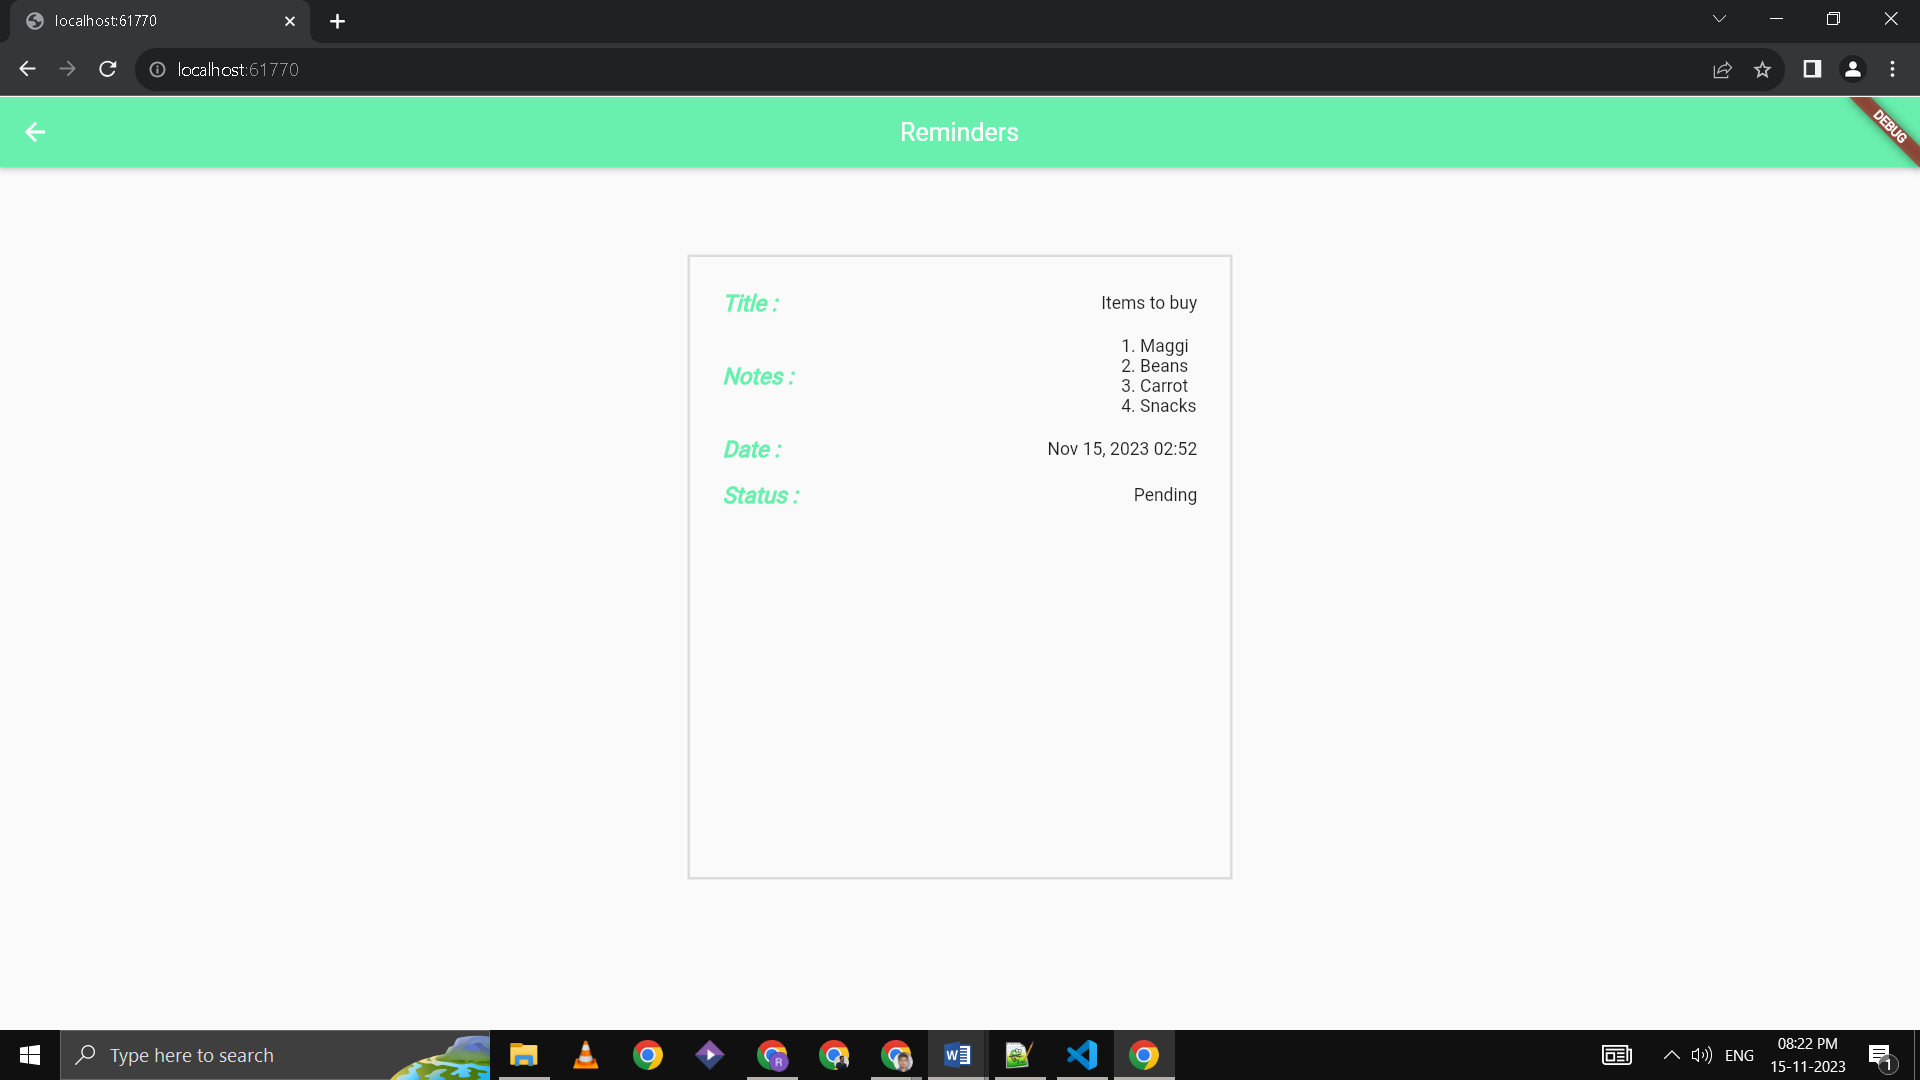 localhost:61770
localhost:61770
Reminders
DEBUG
Title :
Items to buy
Notes :
1. Maggi
2. Beans
3. Carrot
4. Snacks
Date :
Nov 15, 2023 02:52
Status :
Pending
Type here to search
R
W
ENG
08:22 PM
15-11-2023
1